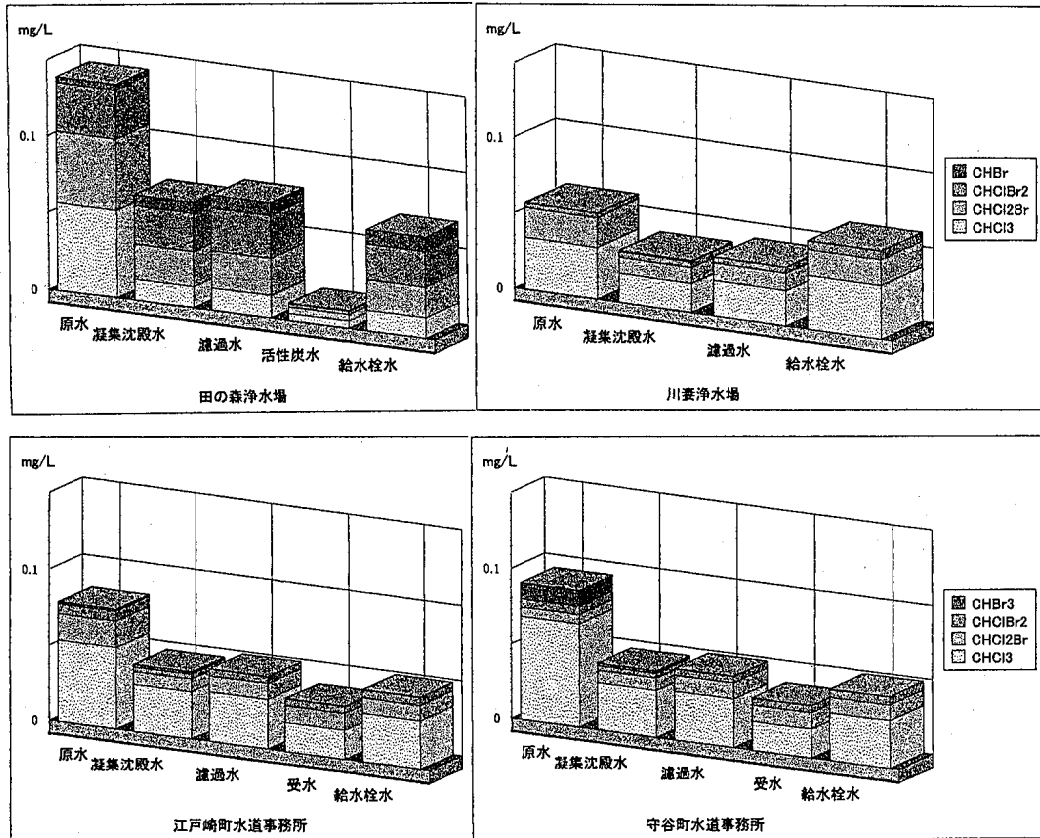 mg/L
0.1
0
原水
凝集沈殿水
濾過水
活性炭水
給水栓水
田の森浄水場
mg/L
0.1
0
原水
凝集沈殿水
濾過水
給水栓水
川妻浄水場
CHBr
CHClBr2
CHCl2Br
CHCl3
mg/L
0.1
0
原水
凝集沈殿水
濾過水
受水
給水栓水
江戸崎町水道事務所
mg/L
0.1
0
原水
凝集沈殿水
濾過水
受水
給水栓水
守谷町水道事務所
CHBr3
CHClBr2
CHCl2Br
CHCl3